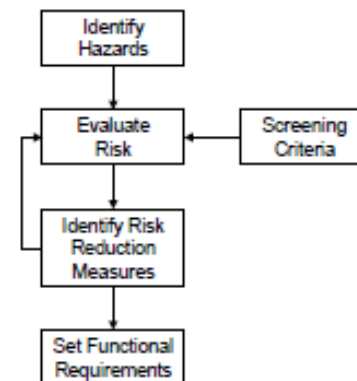 Identify
Hazards
Evaluate
Risk
Screening
Criteria
Identify Risk
Reduction
Measures
Set Functional
Requirements